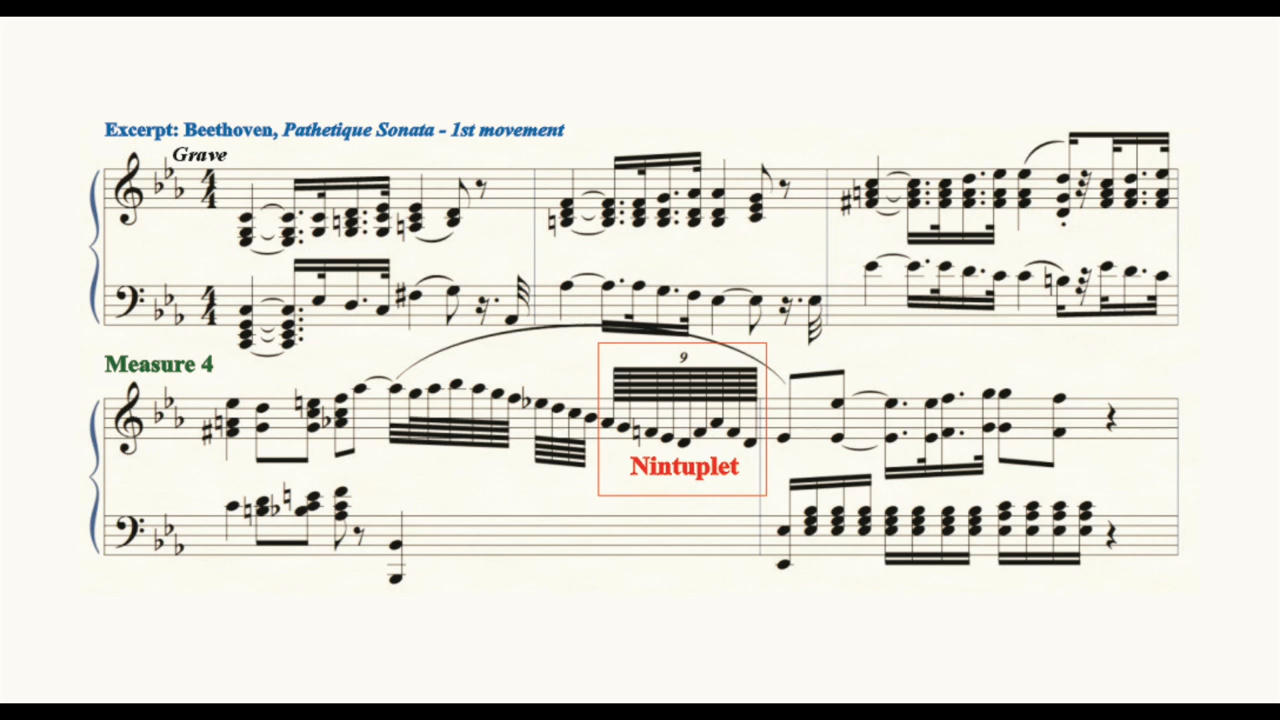 Excerpt: Beethoven, Pathetique Sonata - 1st movement
Grave
4
4
4
4
Measure 4
9
Nintuplet